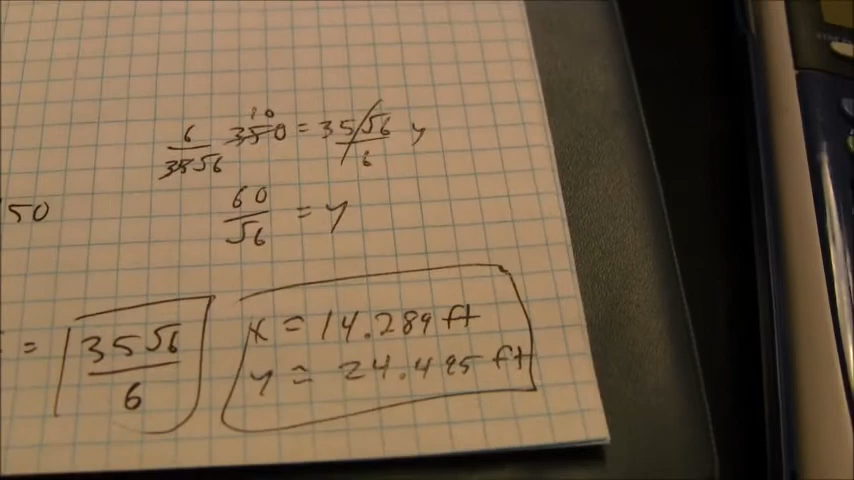 10
6/35√6 350 = 35√6/6 y
50
60/√6 = y
= 35√6/6
x = 14.289 ft
y = 24.495 ft